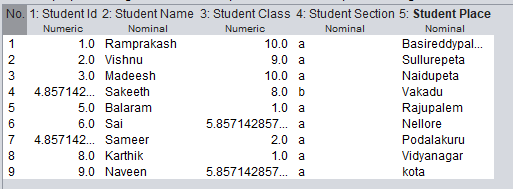 No. 1: Student Id 2: Student Name 3: Student Class 4: Student Section 5: Student Place
Numeric Nominal Numeric Nominal Nominal
1 1.0 Ramprakash 10.0 a Basireddypal...
2 2.0 Vishnu 9.0 a Sullurepeta
3 3.0 Madeesh 10.0 a Naidupeta
4 4.857142... Sakeeth 8.0 b Vakadu
5 5.0 Balaram 1.0 a Rajupalem
6 6.0 Sai 5.857142857... a Nellore
7 4.857142... Sameer 2.0 a Podalakuru
8 8.0 Karthik 1.0 a Vidyanagar
9 9.0 Naveen 5.857142857... a kota